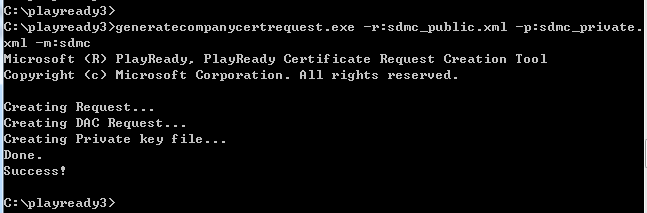 C:\playready3>
C:\playready3>generatecompanycertrequest.exe -r:sdmc_public.xml -p:sdmc_private.
xml -m:sdmc
Microsoft (R) PlayReady, PlayReady Certificate Request Creation Tool
Copyright (c) Microsoft Corporation. All rights reserved.
Creating Request...
Creating DAC Request...
Creating Private key file...
Done.
Success!
C:\playready3>